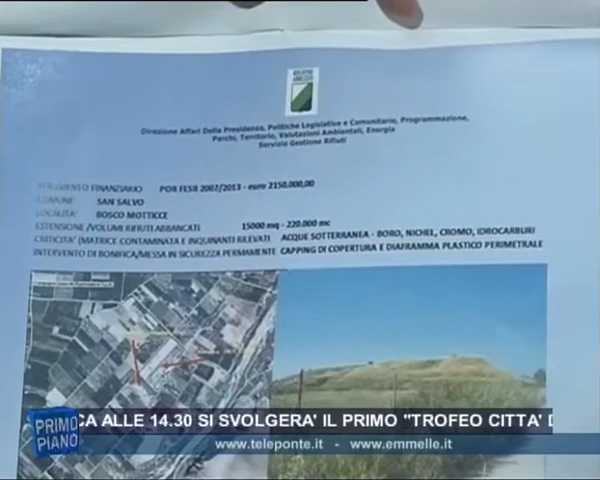 REGIONE
ABRUZZO
Direzione Affari Della Presidenza, Politiche Legislative e Comunitarie, Programmazione,
Parchi, Territorio, Valutazioni Ambientali, Energia
Servizio Gestione Rifiuti
STRUMENTO FINANZIARIO POR FESR 2007/2013 - euro 2150.000,00
COMUNE SAN SALVO
LOCALITA' BOSCO MOTTICCE
ESTENSIONE /VOLUMI RIFIUTI ABBANCATI 15000 mq - 220.000 mc
CRITICITA' (MATRICE CONTAMINATA E INQUINANTI RILEVATI ACQUE SOTTERRANEA - BORO, NICHEL, CROMO, IDROCARBURI
INTERVENTO DI BONIFICA/MESSA IN SICUREZZA PERMANENTE CAPPING DI COPERTURA E DIAFRAMMA PLASTICO PERIMETRALE
PRIMO
PIANO
CA ALLE 14.30 SI SVOLGERA' IL PRIMO "TROFEO CITTA' D
www.teleponte.it - www.emmelle.it